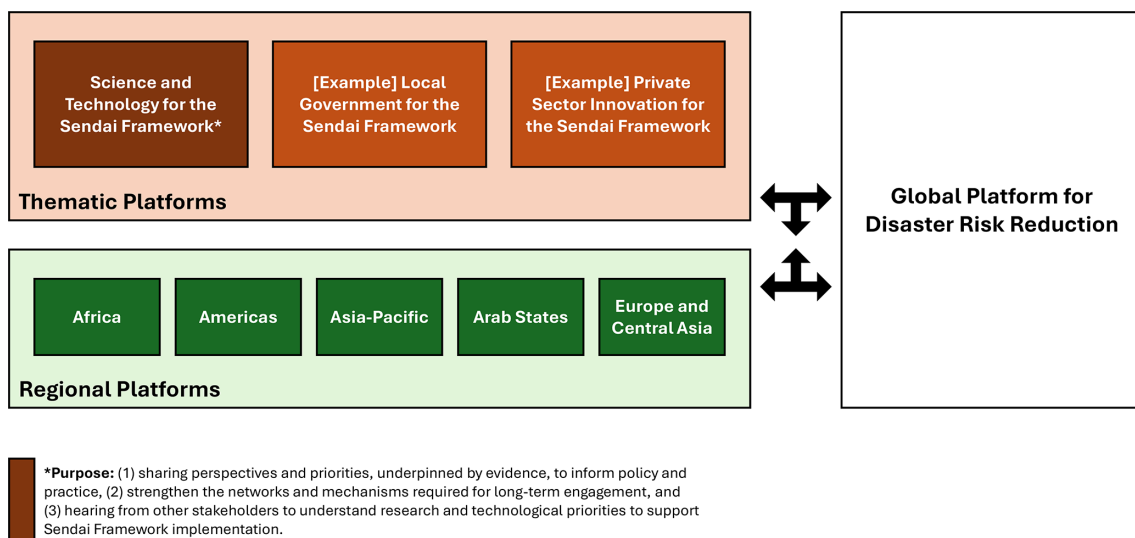 Science and
Technology for the
Sendai Framework*
[Example] Local
Government for the
Sendai Framework
[Example] Private
Sector Innovation for
the Sendai Framework
Thematic Platforms
Global Platform for
Disaster Risk Reduction
Africa
Americas
Asia-Pacific
Arab States
Europe and
Central Asia
Regional Platforms
*Purpose: (1) sharing perspectives and priorities, underpinned by evidence, to inform policy and
practice, (2) strengthen the networks and mechanisms required for long-term engagement, and
(3) hearing from other stakeholders to understand research and technological priorities to support
Sendai Framework implementation.